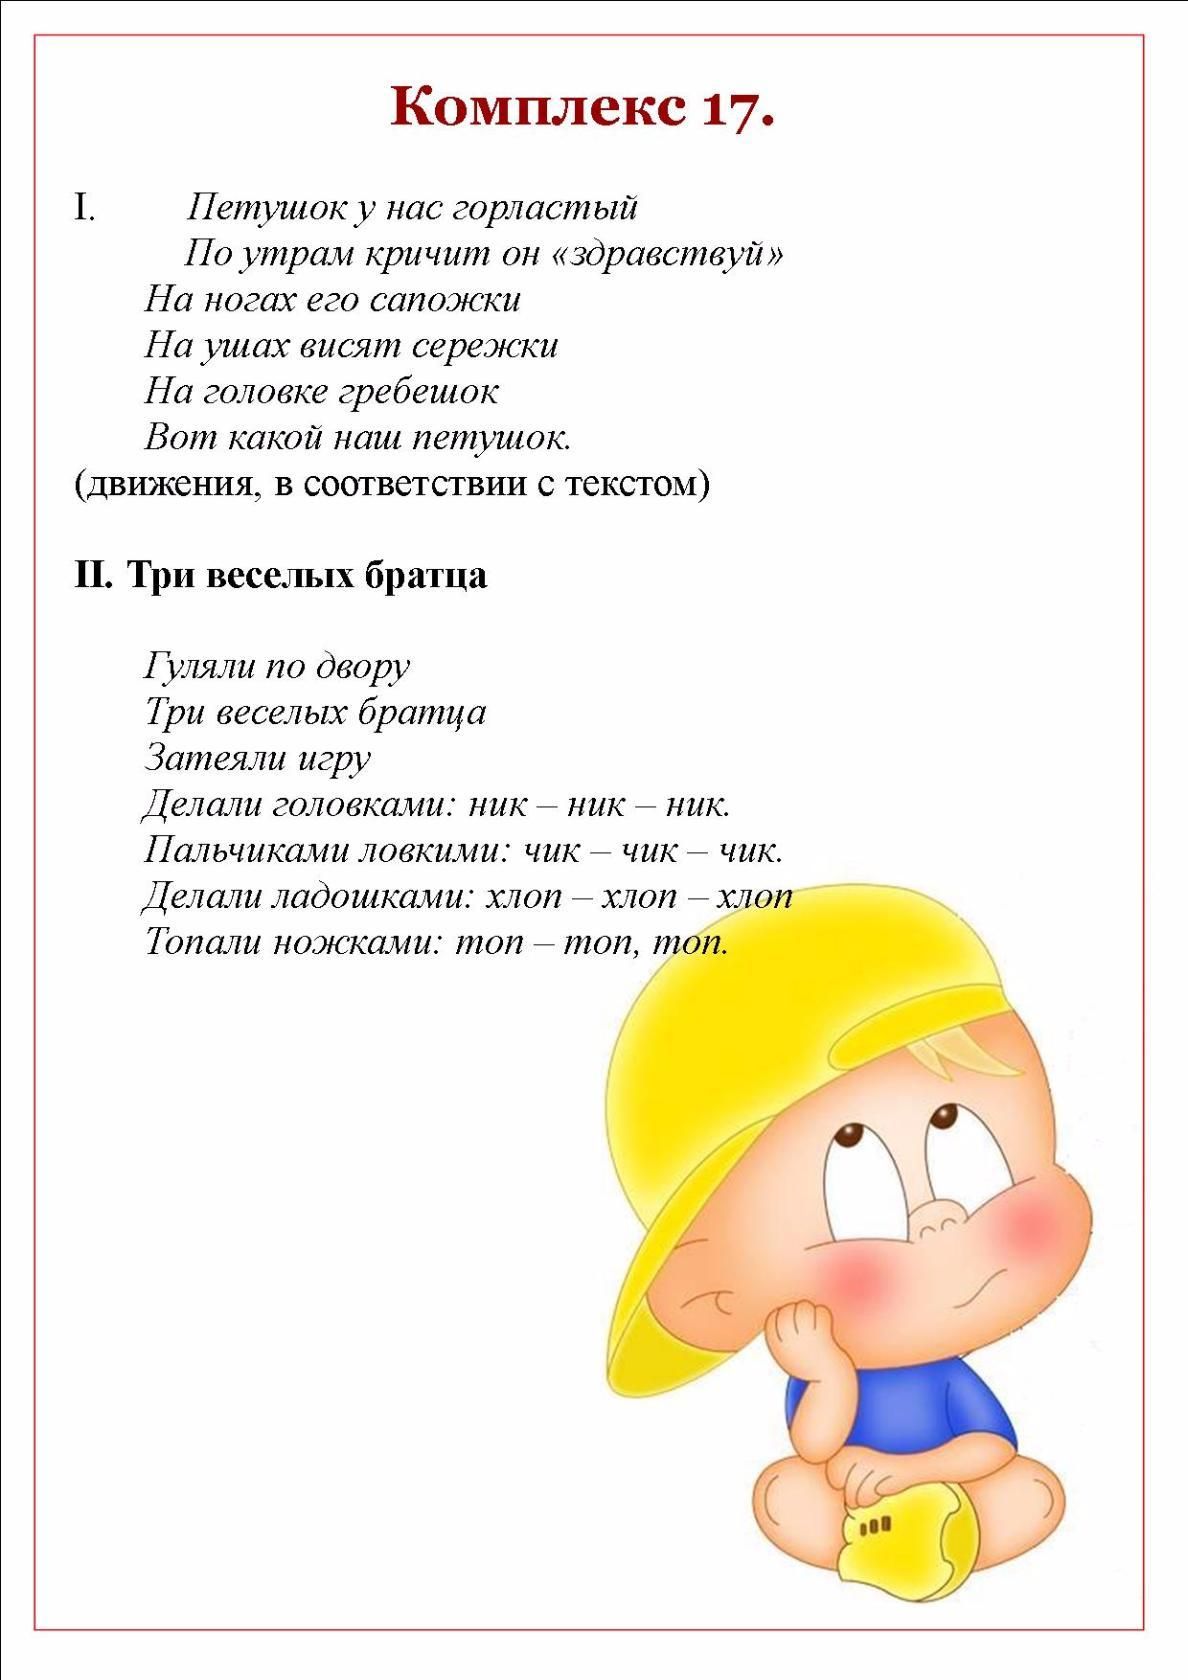 Комплекс 17.
I. Петушок у нас горластый
По утрам кричит он «здравствуй»
На ногах его сапожки
На ушах висят сережки
На головке гребешок
Вот какой наш петушок.
(движения, в соответствии с текстом)
II. Три веселых братца
Гуляли по двору
Три веселых братца
Затеяли игру
Делали головками: ник – ник – ник.
Пальчиками ловкими: чик – чик – чик.
Делали ладошками: хлоп – хлоп – хлоп
Топали ножками: топ – топ, топ.